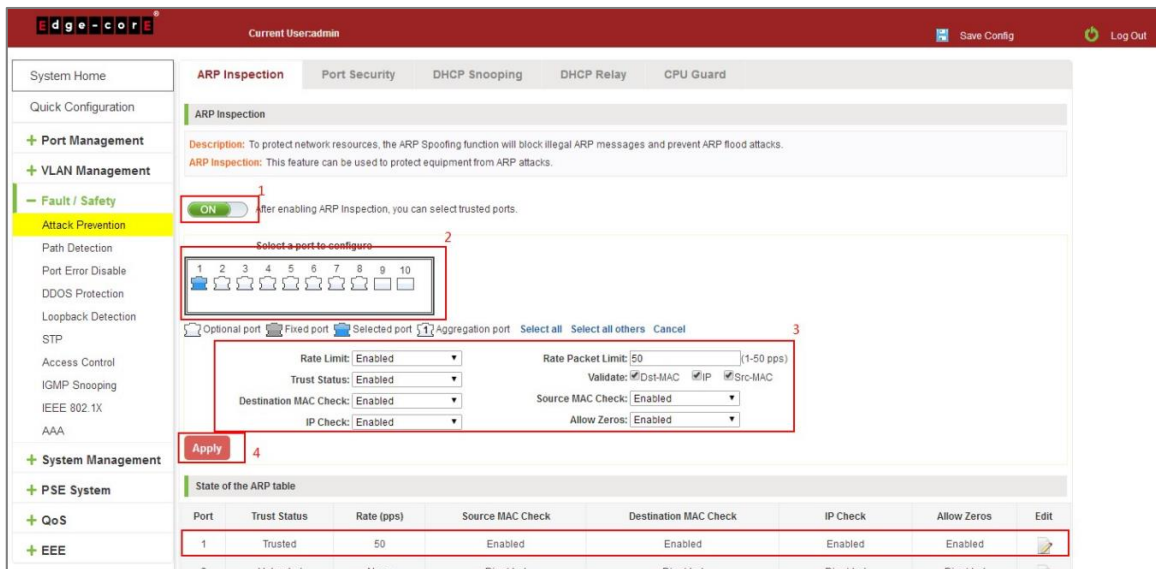 Edge-corE®
Current User:admin
Save Config
Log Out
System Home
Quick Configuration
Port Management
VLAN Management
Fault / Safety
Attack Prevention
Path Detection
Port Error Disable
DDOS Protection
Loopback Detection
STP
Access Control
IGMP Snooping
IEEE 802.1X
AAA
System Management
PSE System
QoS
EEE
ARP Inspection Port Security DHCP Snooping DHCP Relay CPU Guard
ARP Inspection
Description: To protect network resources, the ARP Spoofing function will block illegal ARP messages and prevent ARP flood attacks.
ARP Inspection: This feature can be used to protect equipment from ARP attacks.
1
ON After enabling ARP Inspection, you can select trusted ports.
2
Select a port to configure
1 2 3 4 5 6 7 8 9 10
Optional port Fixed port Selected port 1 Aggregation port Select all Select all others Cancel
3
Rate Limit: Enabled Rate Packet Limit: 50 (1-50 pps)
Trust Status: Enabled Validate: Dst-MAC IP Src-MAC
Destination MAC Check: Enabled Source MAC Check: Enabled
IP Check: Enabled Allow Zeros: Enabled
Apply 4
State of the ARP table
Port Trust Status Rate (pps) Source MAC Check Destination MAC Check IP Check Allow Zeros Edit
1 Trusted 50 Enabled Enabled Enabled Enabled